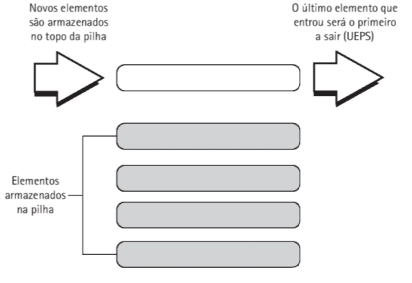 Novos elementos
são armazenados
no topo da pilha
O último elemento que
entrou será o primeiro
a sair (UEPS)
Elementos
armazenados
na pilha